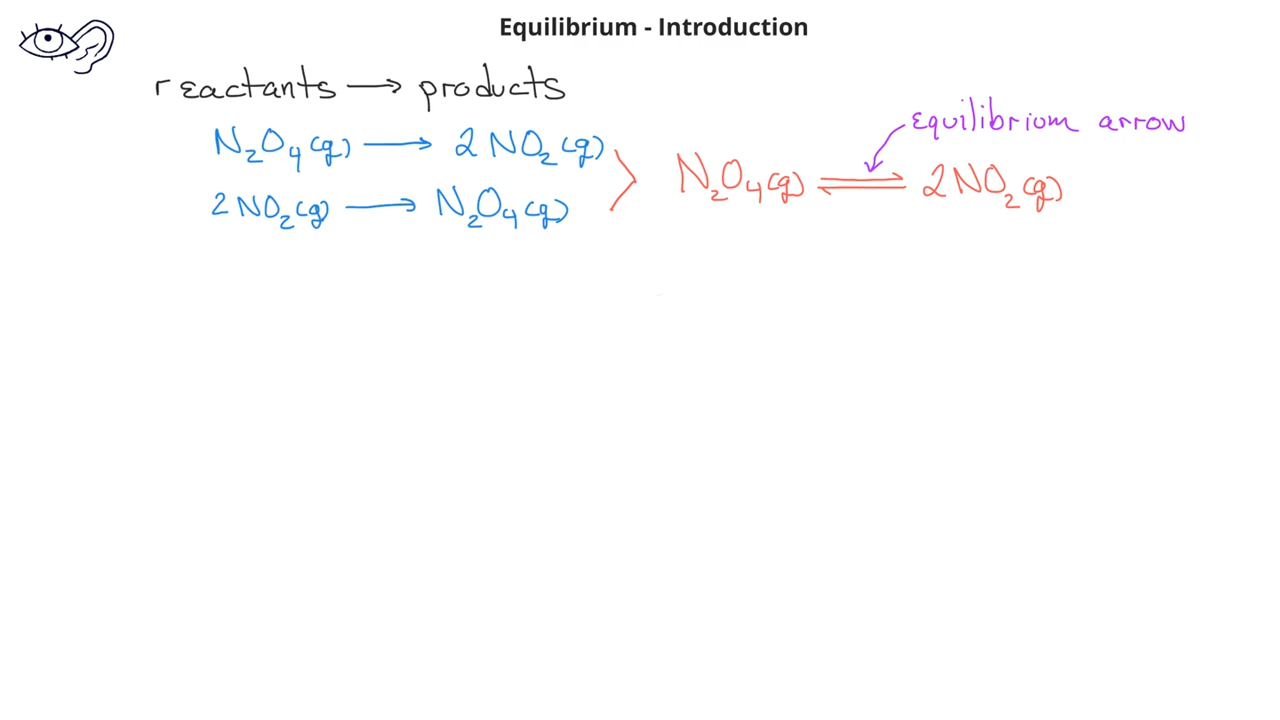 Equilibrium - Introduction
reactants → products
N₂O₄(g) → 2NO₂(g)
2NO₂(g) → N₂O₄(g)
equilibrium arrow
N₂O₄(g) ⇌ 2NO₂(g)